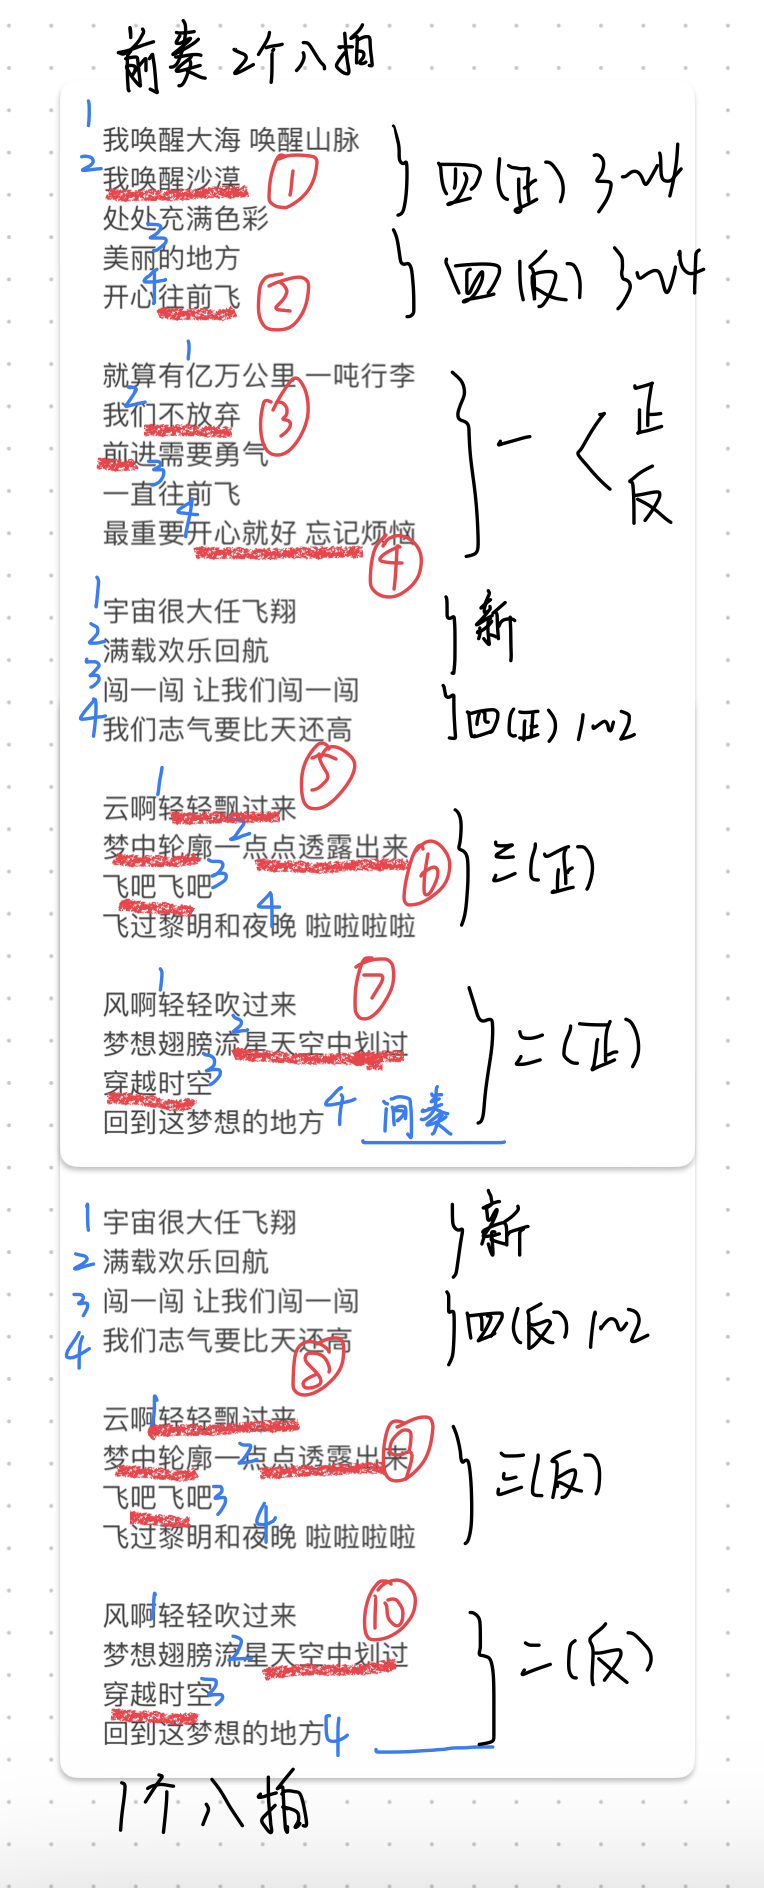 前奏 2个八拍
1
我唤醒大海 唤醒山脉
2
我唤醒沙漠 ①
四(正) 3~4
处处充满色彩
3
美丽的地方
四(反) 3~4
4
开心往前飞 ②
1
就算有亿万公里 一吨行李
2
我们不放弃 ③
一＜正
反
前进需要勇气
3
一直往前飞
4
最重要开心就好 忘记烦恼
④
1
宇宙很大任飞翔
新
2
满载欢乐回航
3
闯一闯 让我们闯一闯
4
我们志气要比天还高
四(正) 1~2
⑤
1
云啊轻轻飘过来
2
梦中轮廓一点点透露出来 ⑥
三(正)
飞吧飞吧3
4
飞过黎明和夜晚 啦啦啦啦
1
风啊轻轻吹过来 ⑦
2
梦想翅膀流星天空中划过
二(正)
穿越时空3
回到这梦想的地方 4 间奏
1 宇宙很大任飞翔
新
2 满载欢乐回航
3 闯一闯 让我们闯一闯
四(反) 1~2
4 我们志气要比天还高
⑧
1
云啊轻轻飘过来
2
梦中轮廓一点点透露出来 ⑨
三(反)
飞吧飞吧3
4
飞过黎明和夜晚 啦啦啦啦
1
风啊轻轻吹过来 ⑩
2
梦想翅膀流星天空中划过
二(反)
穿越时空3
回到这梦想的地方4
1个八拍